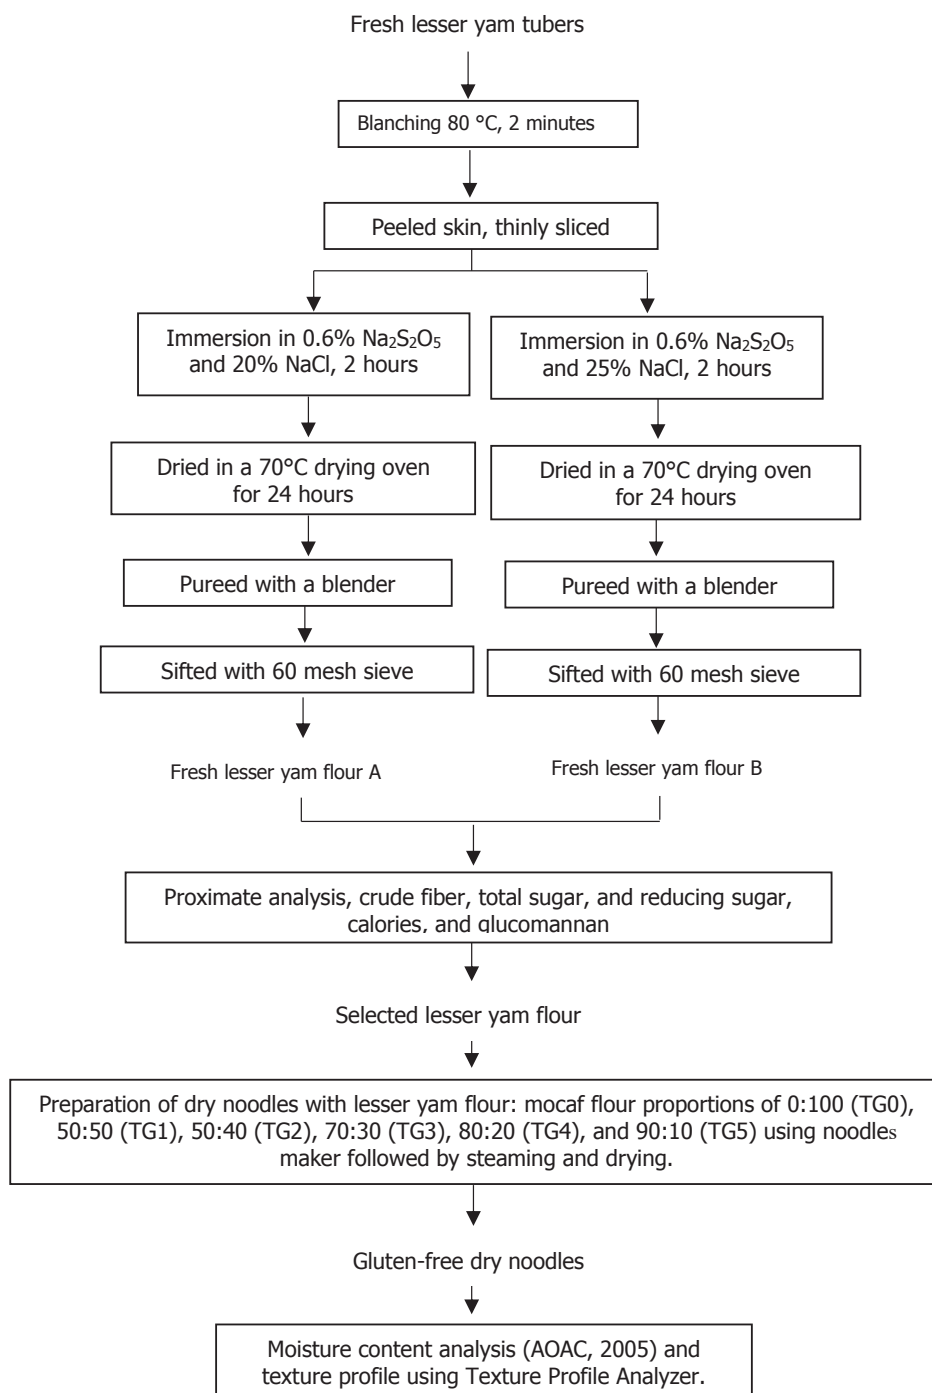 Fresh lesser yam tubers
Blanching 80 °C, 2 minutes
Peeled skin, thinly sliced
Immersion in 0.6% Na₂S₂O₅
and 20% NaCl, 2 hours
Immersion in 0.6% Na₂S₂O₅
and 25% NaCl, 2 hours
Dried in a 70°C drying oven
for 24 hours
Dried in a 70°C drying oven
for 24 hours
Pureed with a blender
Pureed with a blender
Sifted with 60 mesh sieve
Sifted with 60 mesh sieve
Fresh lesser yam flour A
Fresh lesser yam flour B
Proximate analysis, crude fiber, total sugar, and reducing sugar,
calories, and glucomannan
Selected lesser yam flour
Preparation of dry noodles with lesser yam flour: mocaf flour proportions of 0:100 (TG0),
50:50 (TG1), 50:40 (TG2), 70:30 (TG3), 80:20 (TG4), and 90:10 (TG5) using noodles
maker followed by steaming and drying.
Gluten-free dry noodles
Moisture content analysis (AOAC, 2005) and
texture profile using Texture Profile Analyzer.